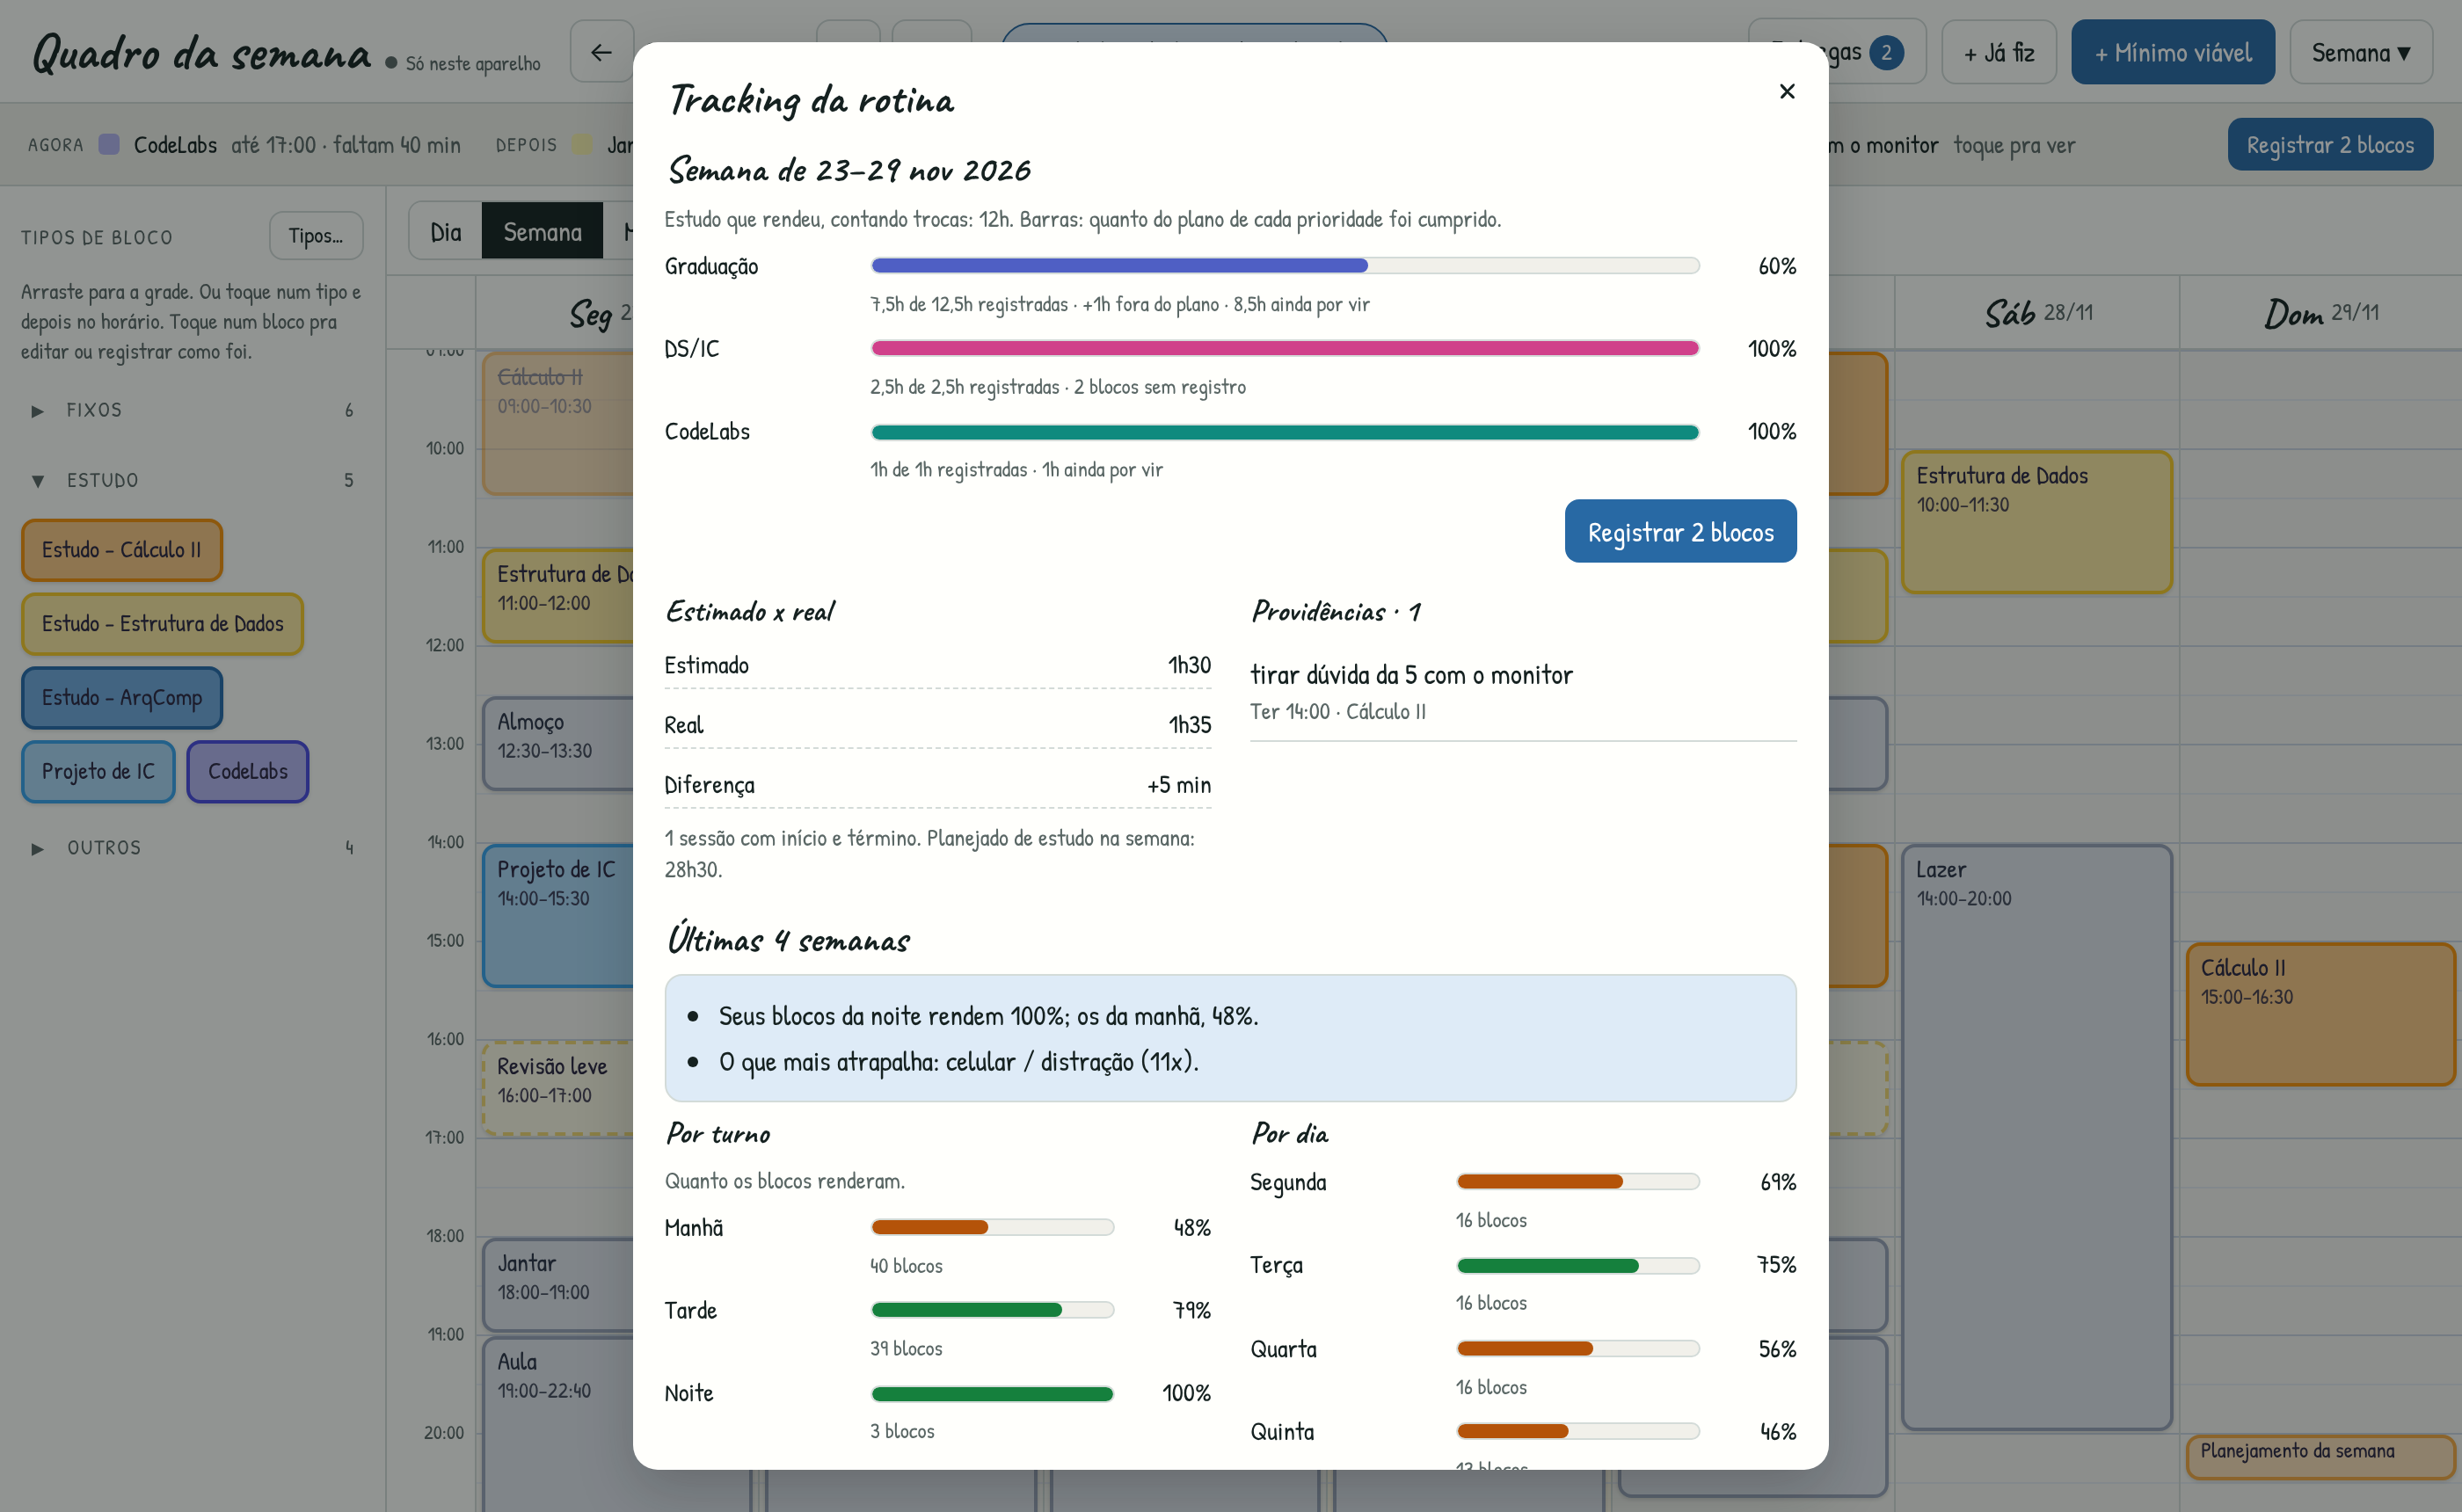 Quadro da semana
Só neste aparelho
←
2
+ Já fiz
+ Mínimo viável
Semana ▼
AGORA CodeLabs até 17:00 · faltam 40 min DEPOIS
o monitor toque pra ver
Registrar 2 blocos
TIPOS DE BLOCO
Tipos...
Arraste para a grade. Ou toque num tipo e
depois no horário. Toque num bloco pra
editar ou registrar como foi.
▶ FIXOS 6
▼ ESTUDO 5
Estudo - Cálculo II
Estudo - Estrutura de Dados
Estudo - ArqComp
Projeto de IC
CodeLabs
▶ OUTROS 4
Dia
Semana
Seg
Sáb 28/11
Dom 29/11
10:00
11:00
12:00
13:00
14:00
15:00
16:00
17:00
18:00
19:00
20:00
Cálculo II
09:00-10:30
Estrutura de
11:00-12:00
Almoço
12:30-13:30
Projeto de IC
14:00-15:30
Revisão leve
16:00-17:00
Jantar
18:00-19:00
Aula
19:00-22:40
Tracking da rotina
×
Semana de 23–29 nov 2026
Estudo que rendeu, contando trocas: 12h. Barras: quanto do plano de cada prioridade foi cumprido.
Graduação 60%
7,5h de 12,5h registradas · +1h fora do plano · 8,5h ainda por vir
DS/IC 100%
2,5h de 2,5h registradas · 2 blocos sem registro
CodeLabs 100%
1h de 1h registradas · 1h ainda por vir
Registrar 2 blocos
Estimado x real
Estimado 1h30
Real 1h35
Diferença +5 min
1 sessão com início e término. Planejado de estudo na semana:
28h30.
Providências · 1
tirar dúvida da 5 com o monitor
Ter 14:00 · Cálculo II
Últimas 4 semanas
• Seus blocos da noite rendem 100%; os da manhã, 48%.
• O que mais atrapalha: celular / distração (11x).
Por turno
Quanto os blocos renderam.
Manhã 48%
40 blocos
Tarde 79%
39 blocos
Noite 100%
3 blocos
Por dia
Segunda 69%
16 blocos
Terça 75%
16 blocos
Quarta 56%
16 blocos
Quinta 46%
Estrutura de Dados
10:00-11:30
Lazer
14:00-20:00
Cálculo II
15:00-16:30
Planejamento da semana